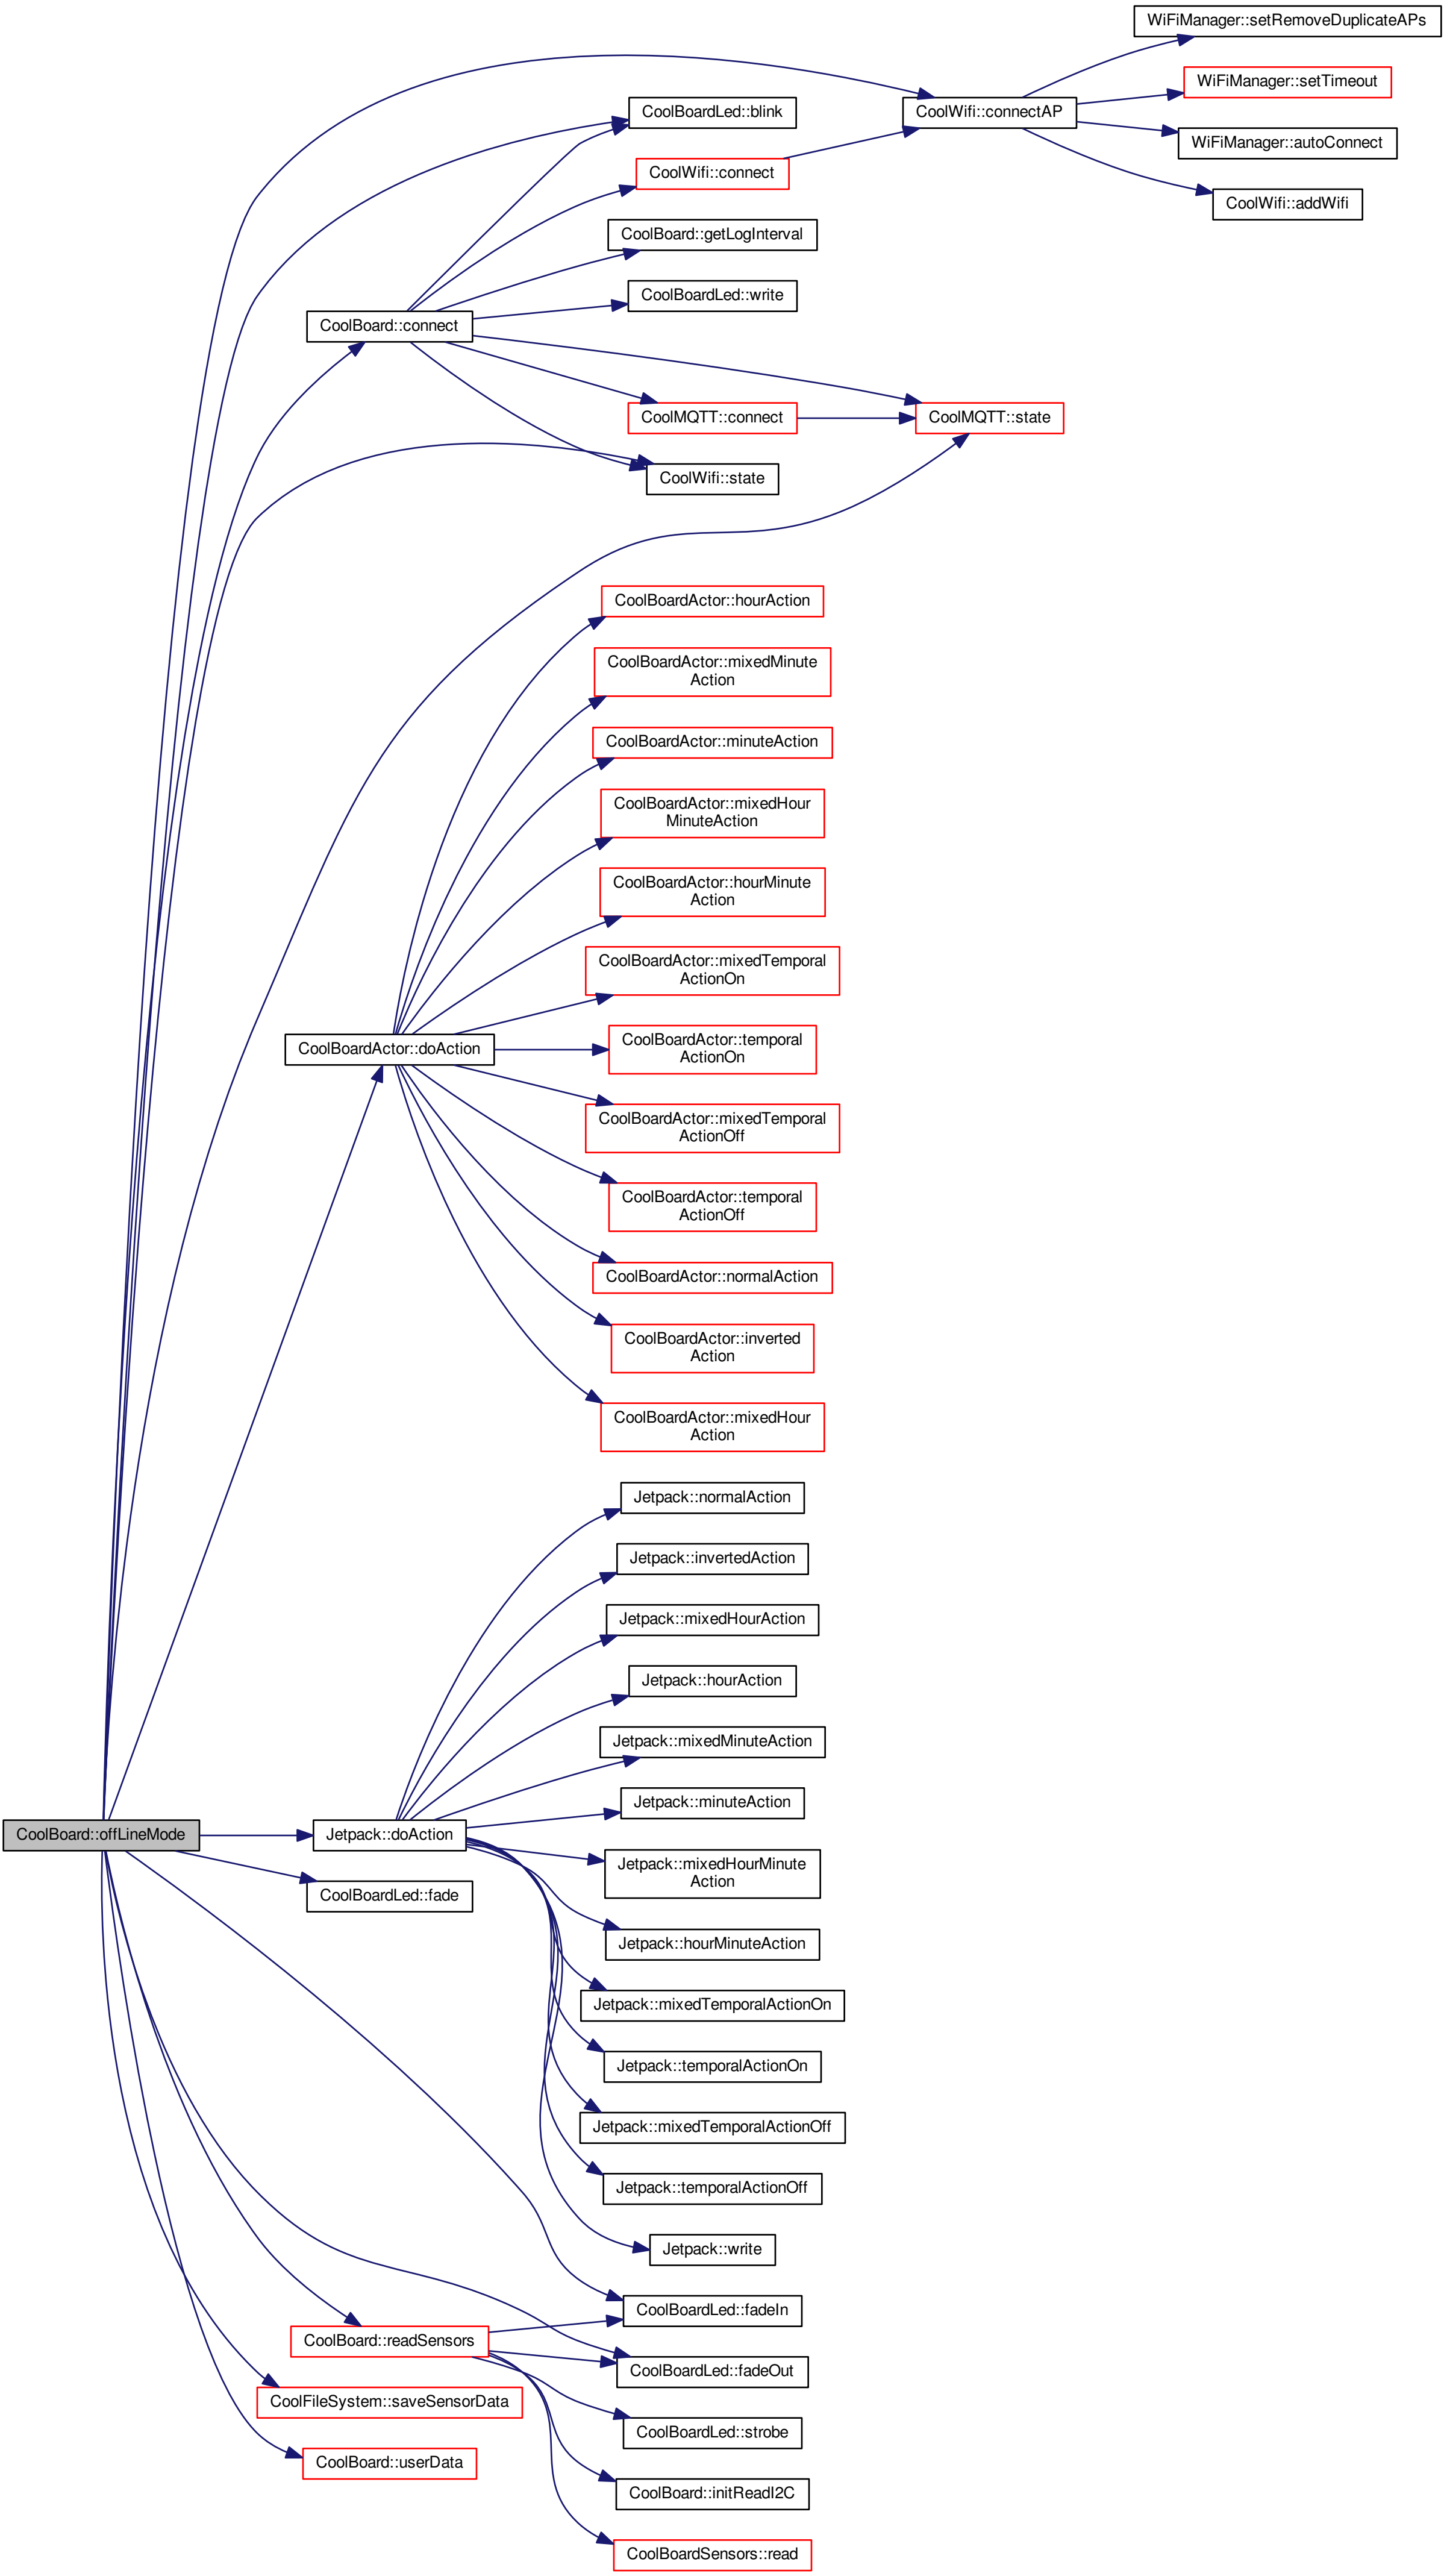 WiFiManager::setRemoveDuplicateAPs
WiFiManager::setTimeout
CoolBoardLed::blink
CoolWifi::connectAP
WiFiManager::autoConnect
CoolWifi::connect
CoolWifi::addWifi
CoolBoard::getLogInterval
CoolBoardLed::write
CoolBoard::connect
CoolMQTT::connect
CoolMQTT::state
CoolWifi::state
CoolBoardActor::hourAction
CoolBoardActor::mixedMinute
Action
CoolBoardActor::minuteAction
CoolBoardActor::mixedHour
MinuteAction
CoolBoardActor::hourMinute
Action
CoolBoardActor::mixedTemporal
ActionOn
CoolBoardActor::doAction
CoolBoardActor::temporal
ActionOn
CoolBoardActor::mixedTemporal
ActionOff
CoolBoardActor::temporal
ActionOff
CoolBoardActor::normalAction
CoolBoardActor::inverted
Action
CoolBoardActor::mixedHour
Action
Jetpack::normalAction
Jetpack::invertedAction
Jetpack::mixedHourAction
Jetpack::hourAction
Jetpack::mixedMinuteAction
Jetpack::minuteAction
CoolBoard::offLineMode
Jetpack::doAction
Jetpack::mixedHourMinute
Action
CoolBoardLed::fade
Jetpack::hourMinuteAction
Jetpack::mixedTemporalActionOn
Jetpack::temporalActionOn
Jetpack::mixedTemporalActionOff
Jetpack::temporalActionOff
Jetpack::write
CoolBoardLed::fadeIn
CoolBoard::readSensors
CoolBoardLed::fadeOut
CoolFileSystem::saveSensorData
CoolBoardLed::strobe
CoolBoard::userData
CoolBoard::initReadI2C
CoolBoardSensors::read